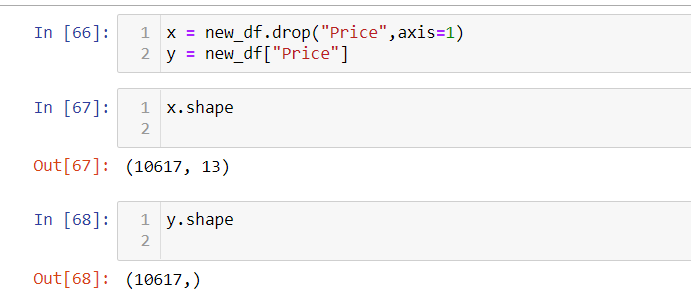 In [66]: 1 x = new_df.drop("Price",axis=1)
2 y = new_df["Price"]
In [67]: 1 x.shape
2
Out[67]: (10617, 13)
In [68]: 1 y.shape
2
Out[68]: (10617,)